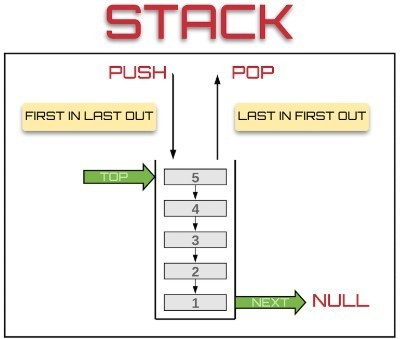 STACK
PUSH POP
FIRST IN LAST OUT
LAST IN FIRST OUT
TOP
5
4
3
2
1
NEXT NULL